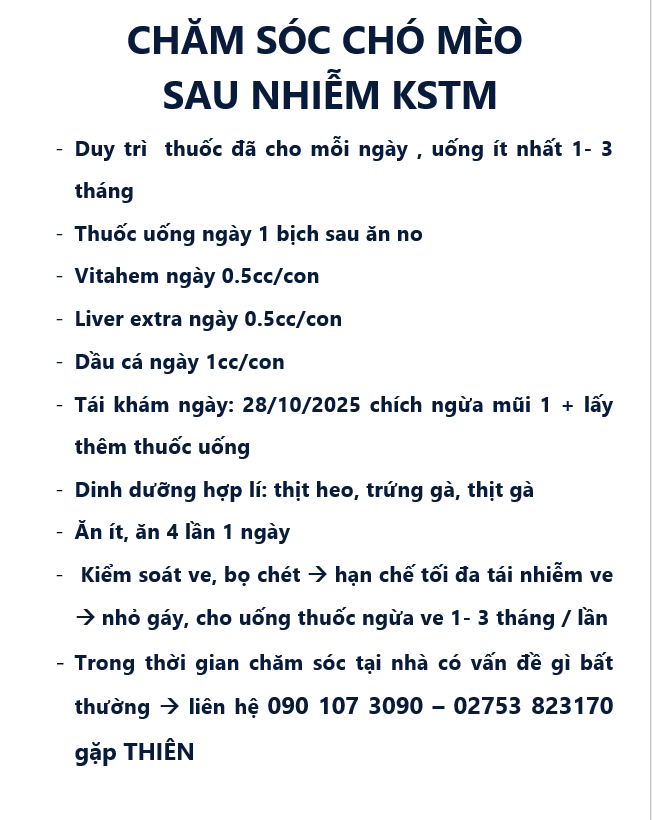 CHĂM SÓC CHÓ MÈO
SAU NHIỄM KSTM
- Duy trì thuốc đã cho mỗi ngày , uống ít nhất 1- 3
tháng
- Thuốc uống ngày 1 bịch sau ăn no
- Vitahem ngày 0.5cc/con
- Liver extra ngày 0.5cc/con
- Dầu cá ngày 1cc/con
- Tái khám ngày: 28/10/2025 chích ngừa mũi 1 + lấy
thêm thuốc uống
- Dinh dưỡng hợp lí: thịt heo, trứng gà, thịt gà
- Ăn ít, ăn 4 lần 1 ngày
- Kiểm soát ve, bọ chét → hạn chế tối đa tái nhiễm ve
→ nhỏ gáy, cho uống thuốc ngừa ve 1- 3 tháng / lần
- Trong thời gian chăm sóc tại nhà có vấn đề gì bất
thường → liên hệ 090 107 3090 – 02753 823170
gặp THIÊN